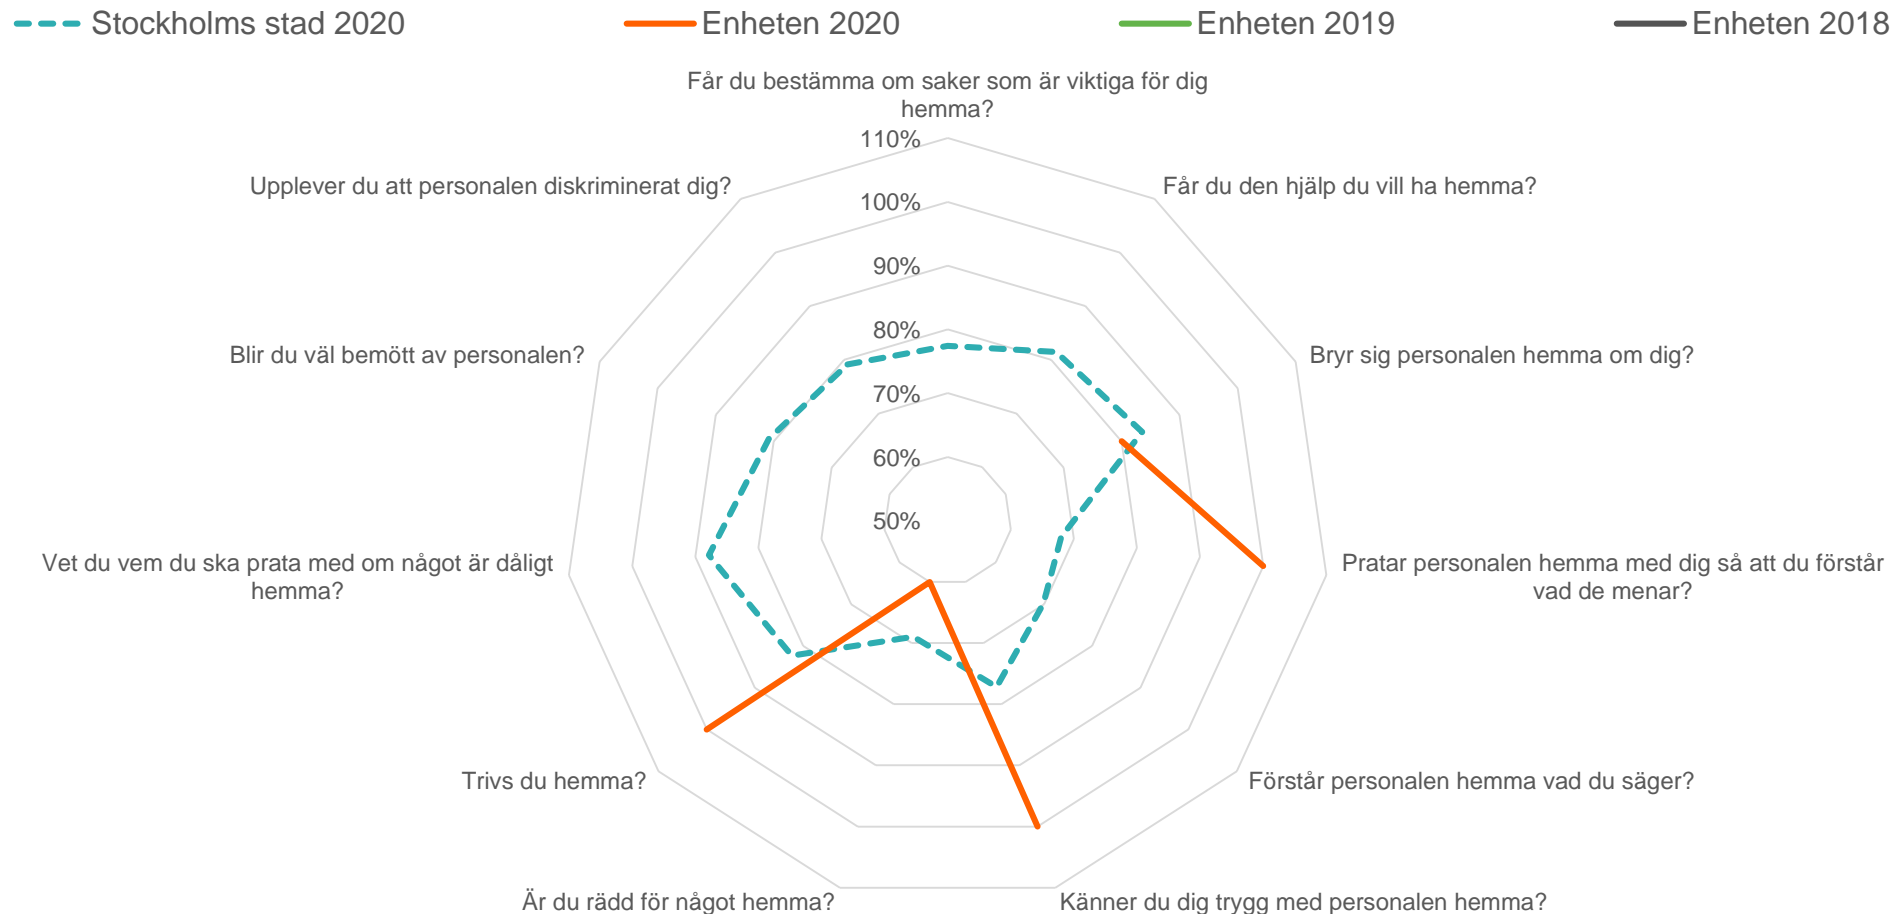 Stockholms stad 2020
Enheten 2020
Enheten 2019
Enheten 2018
Får du bestämma om saker som är viktiga för dig
hemma?
110%
100%
90%
80%
70%
60%
50%
Får du den hjälp du vill ha hemma?
Bryr sig personalen hemma om dig?
Pratar personalen hemma med dig så att du förstår
vad de menar?
Förstår personalen hemma vad du säger?
Känner du dig trygg med personalen hemma?
Är du rädd för något hemma?
Trivs du hemma?
Vet du vem du ska prata med om något är dåligt
hemma?
Blir du väl bemött av personalen?
Upplever du att personalen diskriminerat dig?